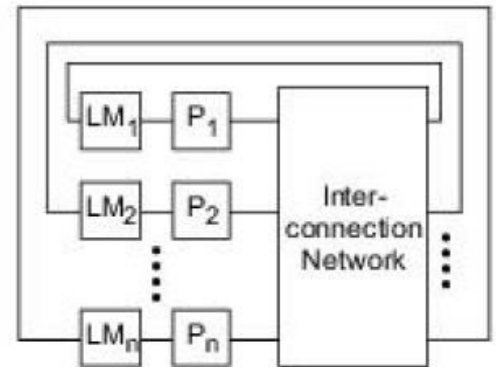 LM₁ P₁
LM₂ P₂
Inter-
connection
Network
LMₙ Pₙ